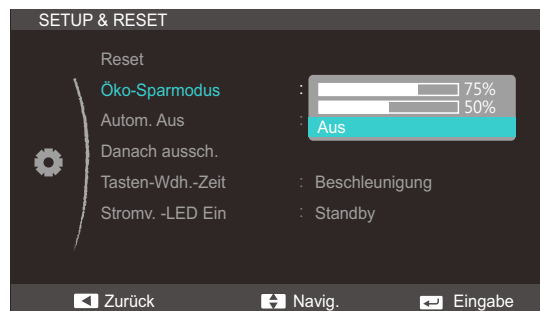 SETUP & RESET
Reset
Öko-Sparmodus : 75%
50%
Aus
Autom. Aus :
Danach aussch.
Tasten-Wdh.-Zeit : Beschleunigung
Stromv. -LED Ein : Standby
Zurück Navig. Eingabe